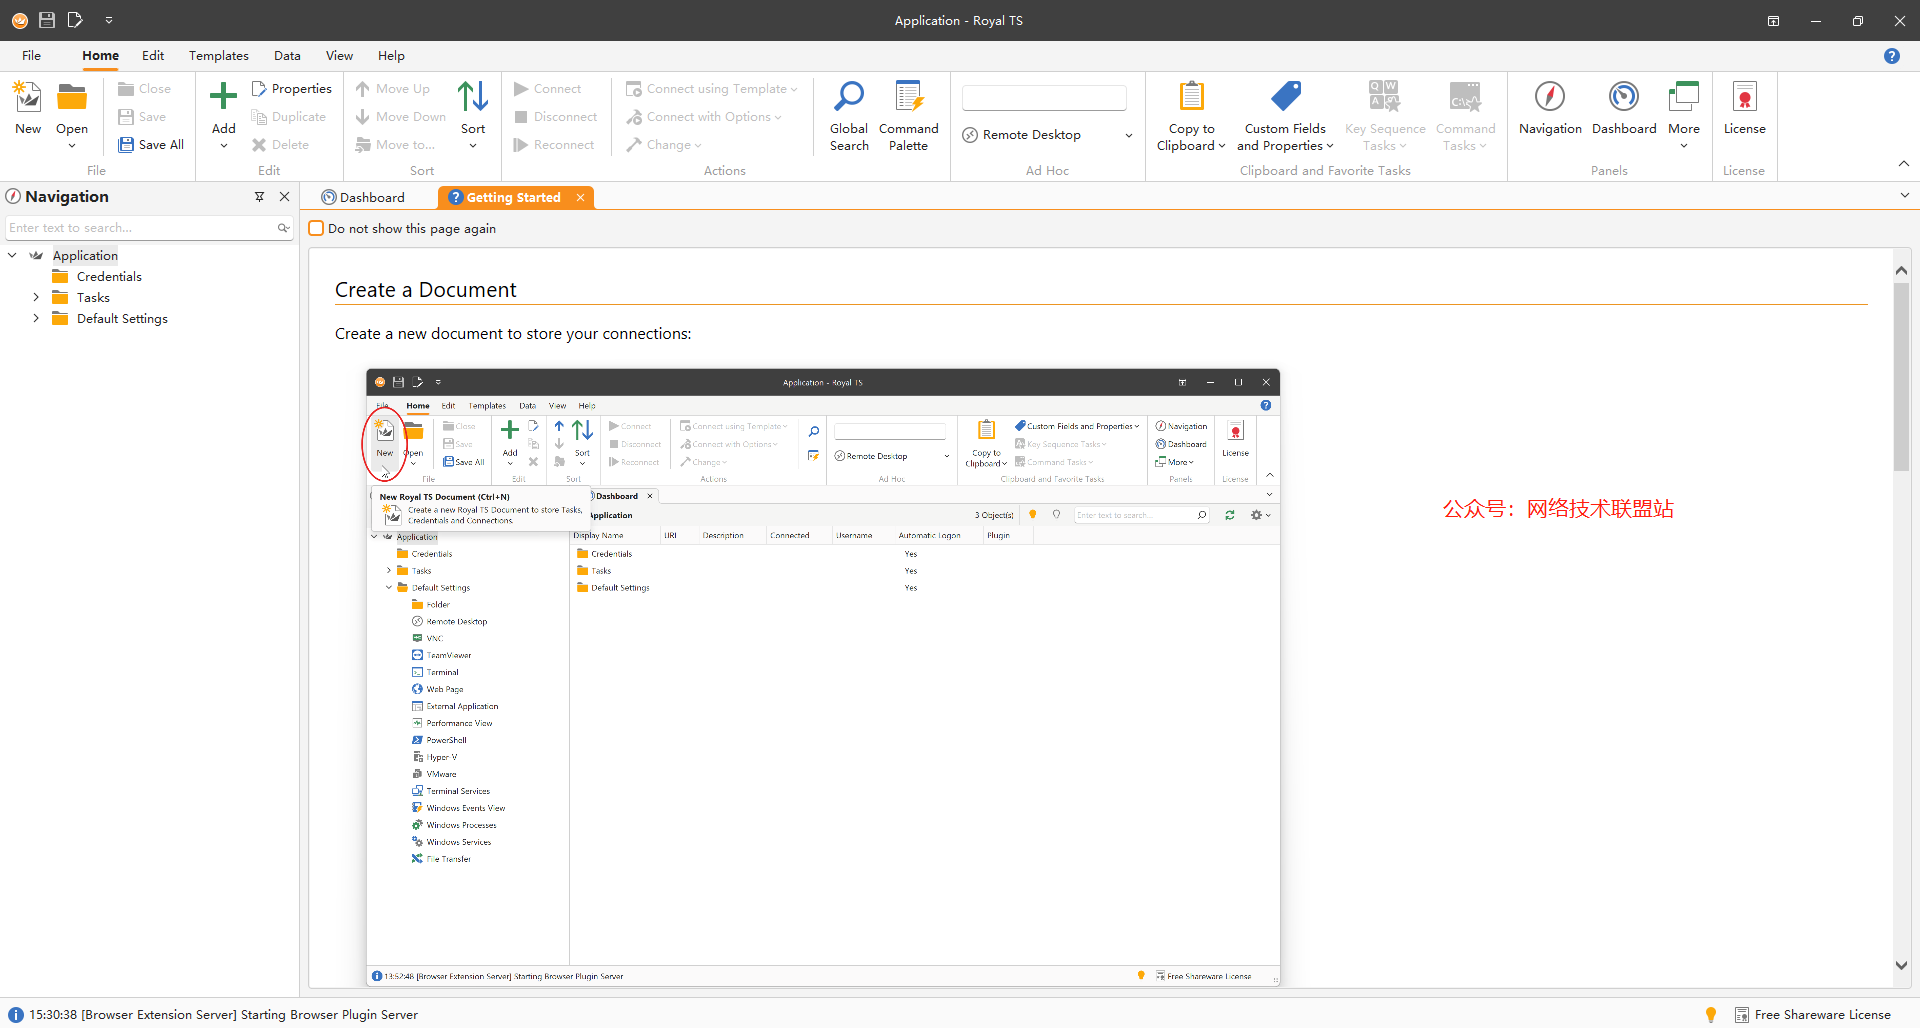 Application - Royal TS
File Home Edit Templates Data View Help
New
Open
Close
Save
Save All
File
Add
Properties
Duplicate
Delete
Edit
Move Up
Move Down
Move to...
Sort
Sort
Connect
Disconnect
Reconnect
Connect using Template
Connect with Options
Change
Actions
Global Search
Command Palette
Remote Desktop
Ad Hoc
Copy to Clipboard
Custom Fields and Properties
Key Sequence Tasks
Command Tasks
Clipboard and Favorite Tasks
Navigation
Dashboard
More
Panels
License
License
Navigation
Enter text to search...
Application
Credentials
Tasks
Default Settings
Dashboard
Getting Started
Do not show this page again
Create a Document
Create a new document to store your connections:
Application - Royal TS
File Home Edit Templates Data View Help
New
Open
Close
Save
Save All
File
Add
Edit
Sort
Sort
Connect
Disconnect
Reconnect
Connect using Template
Connect with Options
Change
Actions
Remote Desktop
Ad Hoc
Copy to Clipboard
Custom Fields and Properties
Key Sequence Tasks
Command Tasks
Clipboard and Favorite Tasks
Navigation
Dashboard
More
Panels
License
License
New Royal TS Document (Ctrl+N)
Create a new Royal TS Document to store Tasks,
Credentials and Connections.
Dashboard
Application
3 Object(s)
Enter text to search...
Display Name URI Description Connected Username Automatic Logon Plugin
Credentials Yes
Tasks Yes
Default Settings Yes
Application
Credentials
Tasks
Default Settings
Folder
Remote Desktop
VNC
TeamViewer
Terminal
Web Page
External Application
Performance View
PowerShell
Hyper-V
VMware
Terminal Services
Windows Events View
Windows Processes
Windows Services
File Transfer
13:52:48 [Browser Extension Server] Starting Browser Plugin Server
Free Shareware License
公众号：网络技术联盟站
15:30:38 [Browser Extension Server] Starting Browser Plugin Server
Free Shareware License